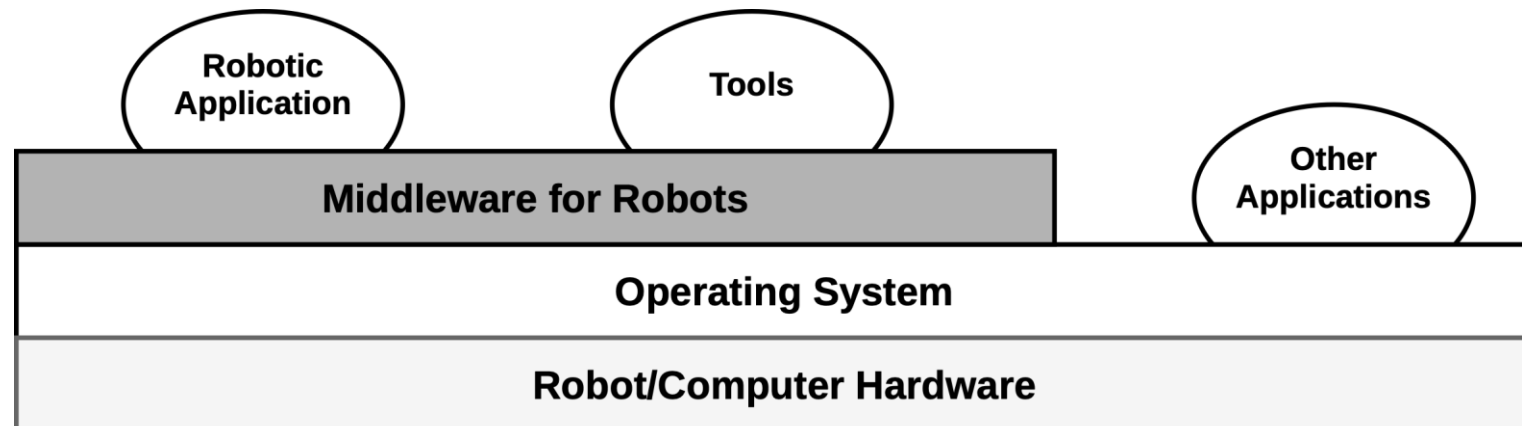 Robotic
Application
Tools
Other
Applications
Middleware for Robots
Operating System
Robot/Computer Hardware